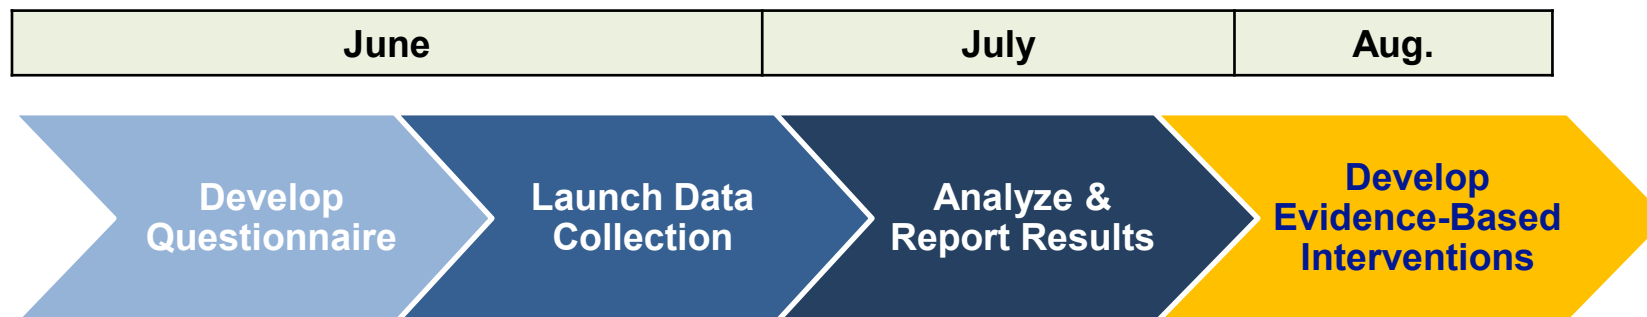 June
July
Aug.
Develop
Questionnaire
Launch Data
Collection
Analyze &
Report Results
Develop
Evidence-Based
Interventions